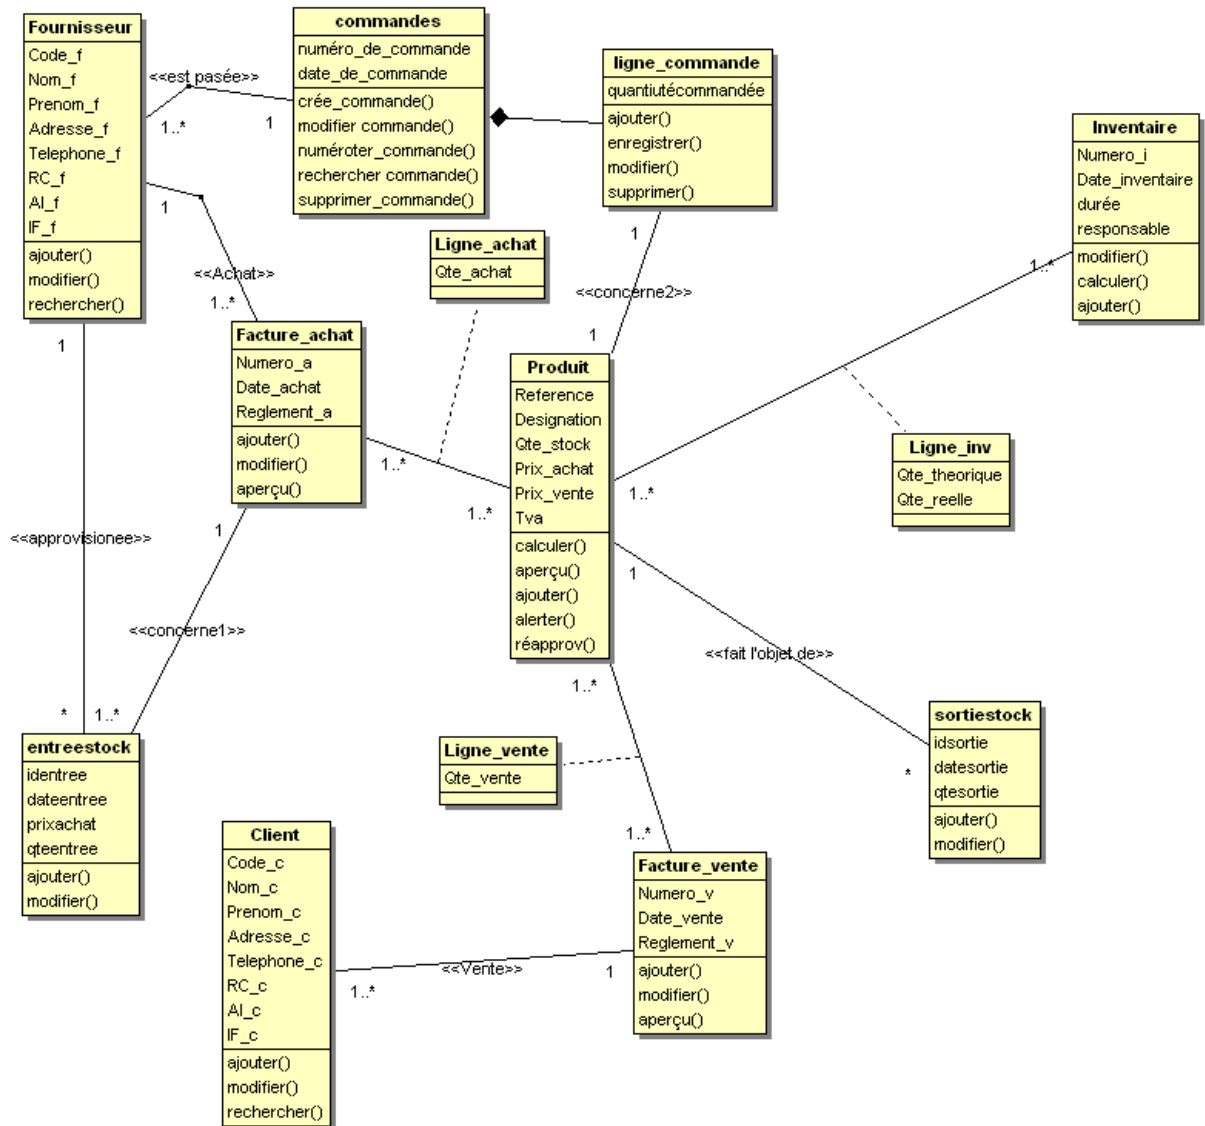 Fournisseur
Code_f
Nom_f
Prenom_f
Adresse_f
Telephone_f
RC_f
AI_f
IF_f
ajouter()
modifier()
rechercher()
<<est pasée>>
1..*
1
commandes
numéro_de_commande
date_de_commande
crée_commande()
modifier commande()
numéroter_commande()
rechercher commande()
supprimer_commande()
ligne_commande
quantiutécommandée
ajouter()
enregistrer()
modifier()
supprimer()
Inventaire
Numero_i
Date_inventaire
durée
responsable
modifier()
calculer()
ajouter()
1
<<Achat>>
1..*
Ligne_achat
Qte_achat
1
<<concerne2>>
1
1..*
Facture_achat
Numero_a
Date_achat
Reglement_a
ajouter()
modifier()
aperçu()
1..*
1..*
Produit
Reference
Designation
Qte_stock
Prix_achat
Prix_vente
Tva
calculer()
aperçu()
ajouter()
alerter()
réapprov()
1..*
Ligne_inv
Qte_theorique
Qte_reelle
1
<<approvisionee>>
*
1
<<concerne1>>
1..*
1
<<fait l'objet de>>
*
entreestock
identree
dateentree
prixachat
qteentree
ajouter()
modifier()
1..*
Ligne_vente
Qte_vente
1..*
sortiestock
idsortie
datesortie
qtesortie
ajouter()
modifier()
Client
Code_c
Nom_c
Prenom_c
Adresse_c
Telephone_c
RC_c
AI_c
IF_c
ajouter()
modifier()
rechercher()
1..*
<<Vente>>
1
Facture_vente
Numero_v
Date_vente
Reglement_v
ajouter()
modifier()
aperçu()